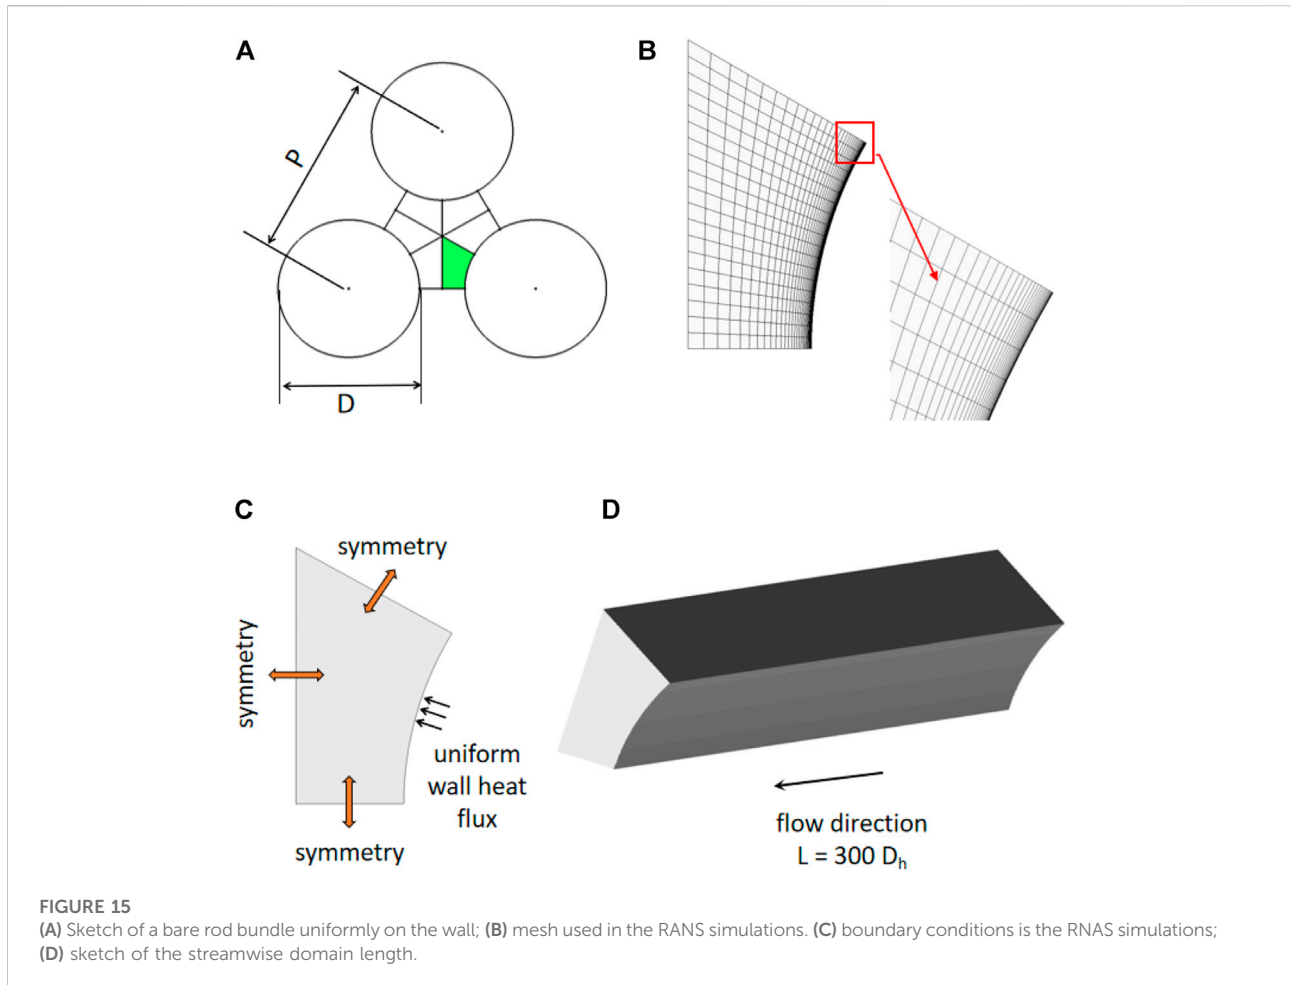 A
B
P
D
C
D
symmetry
symmetry
symmetry
uniform
wall heat
flux
flow direction
L = 300 Dₕ
FIGURE 15
(A) Sketch of a bare rod bundle uniformly on the wall; (B) mesh used in the RANS simulations. (C) boundary conditions is the RNAS simulations;
(D) sketch of the streamwise domain length.